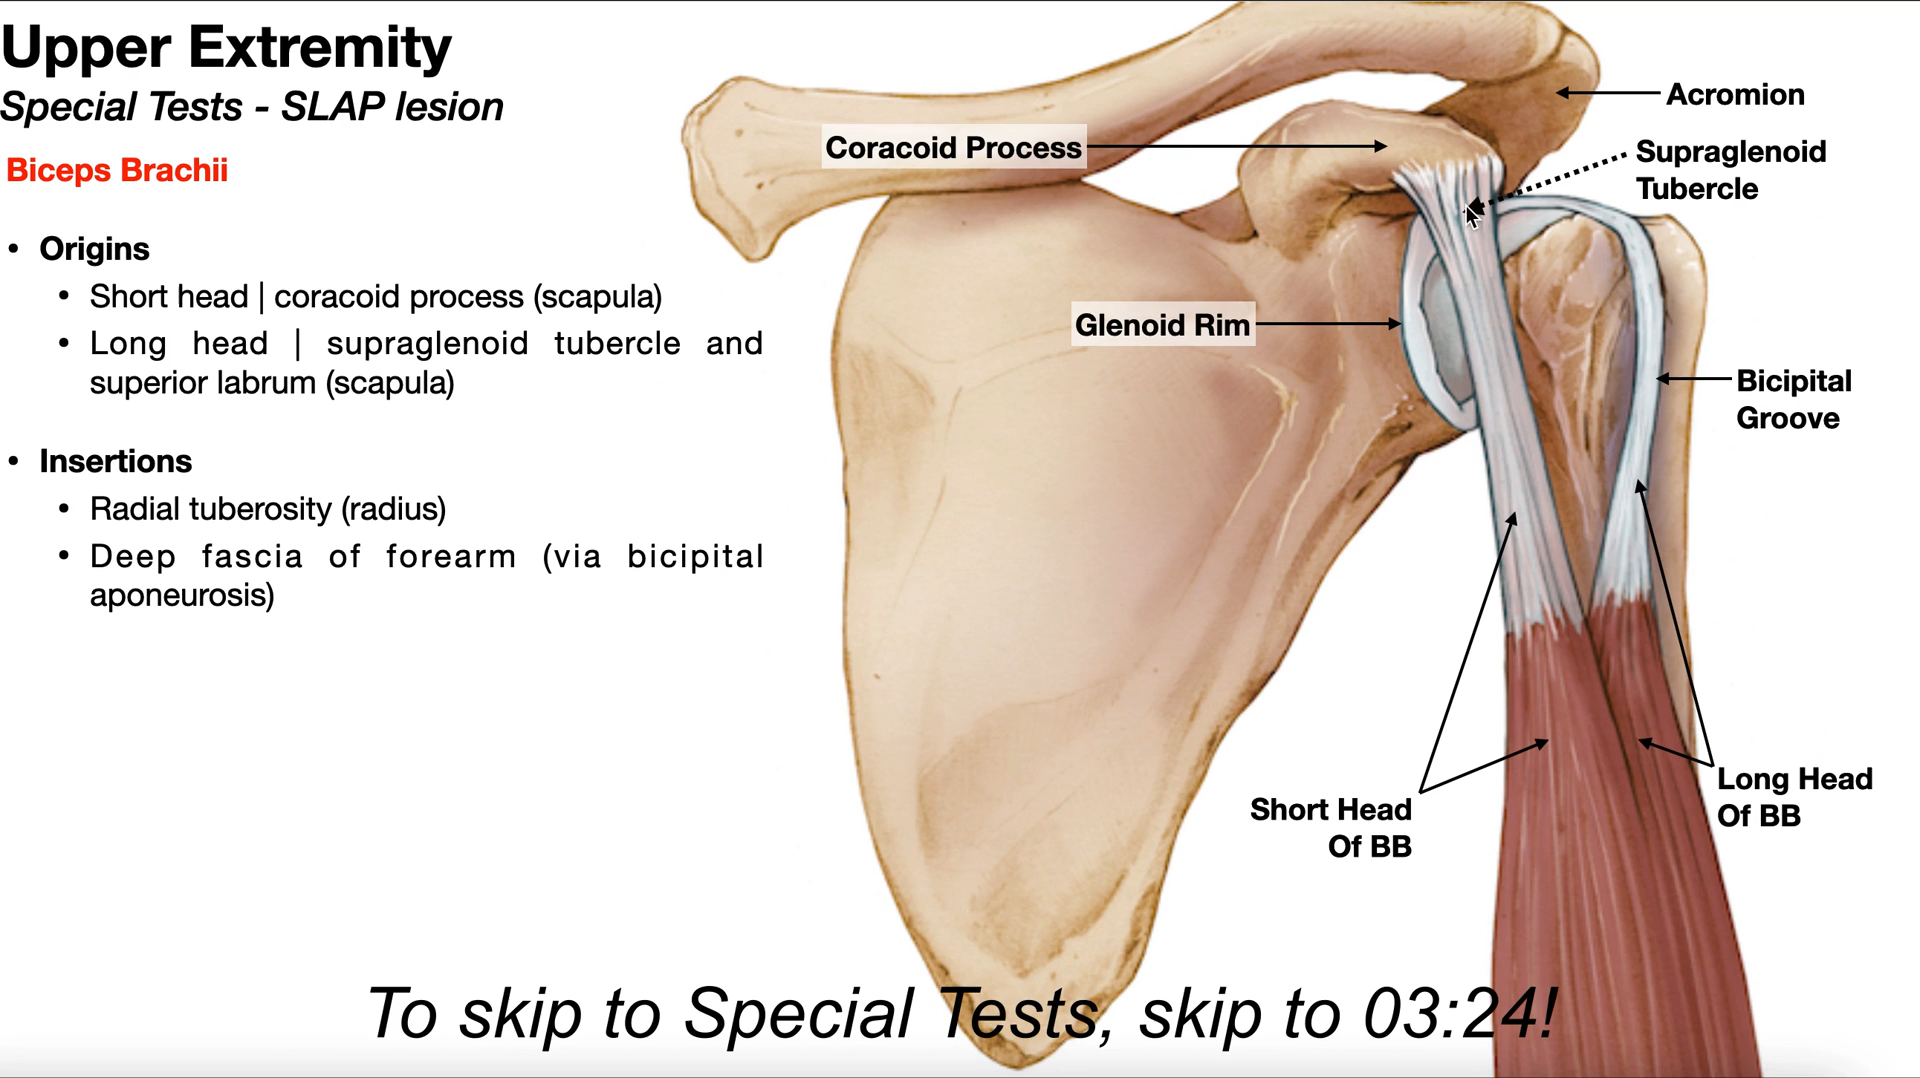 Upper Extremity
Special Tests - SLAP lesion
Biceps Brachii
• Origins
• Short head | coracoid process (scapula)
• Long head | supraglenoid tubercle and
superior labrum (scapula)
• Insertions
• Radial tuberosity (radius)
• Deep fascia of forearm (via bicipital
aponeurosis)
Acromion
Coracoid Process
Supraglenoid
Tubercle
Glenoid Rim
Bicipital
Groove
Short Head
Of BB
Long Head
Of BB
To skip to Special Tests, skip to 03:24!